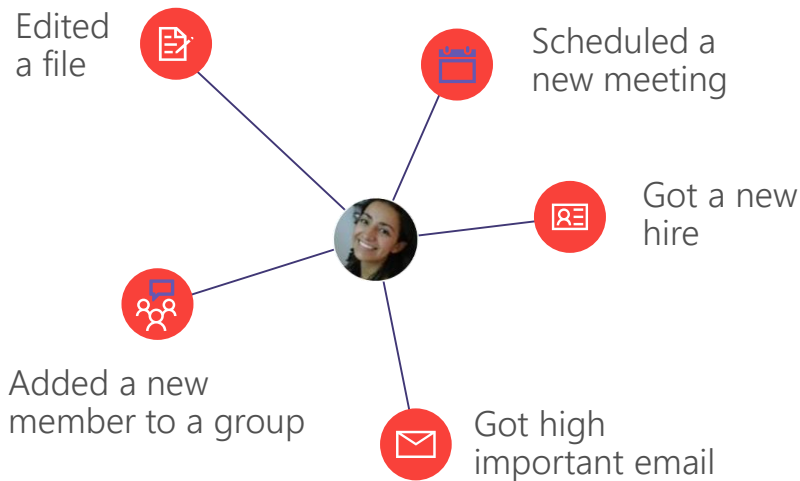 Edited
a file
Scheduled a
new meeting
Got a new
hire
Added a new
member to a group
Got high
important email